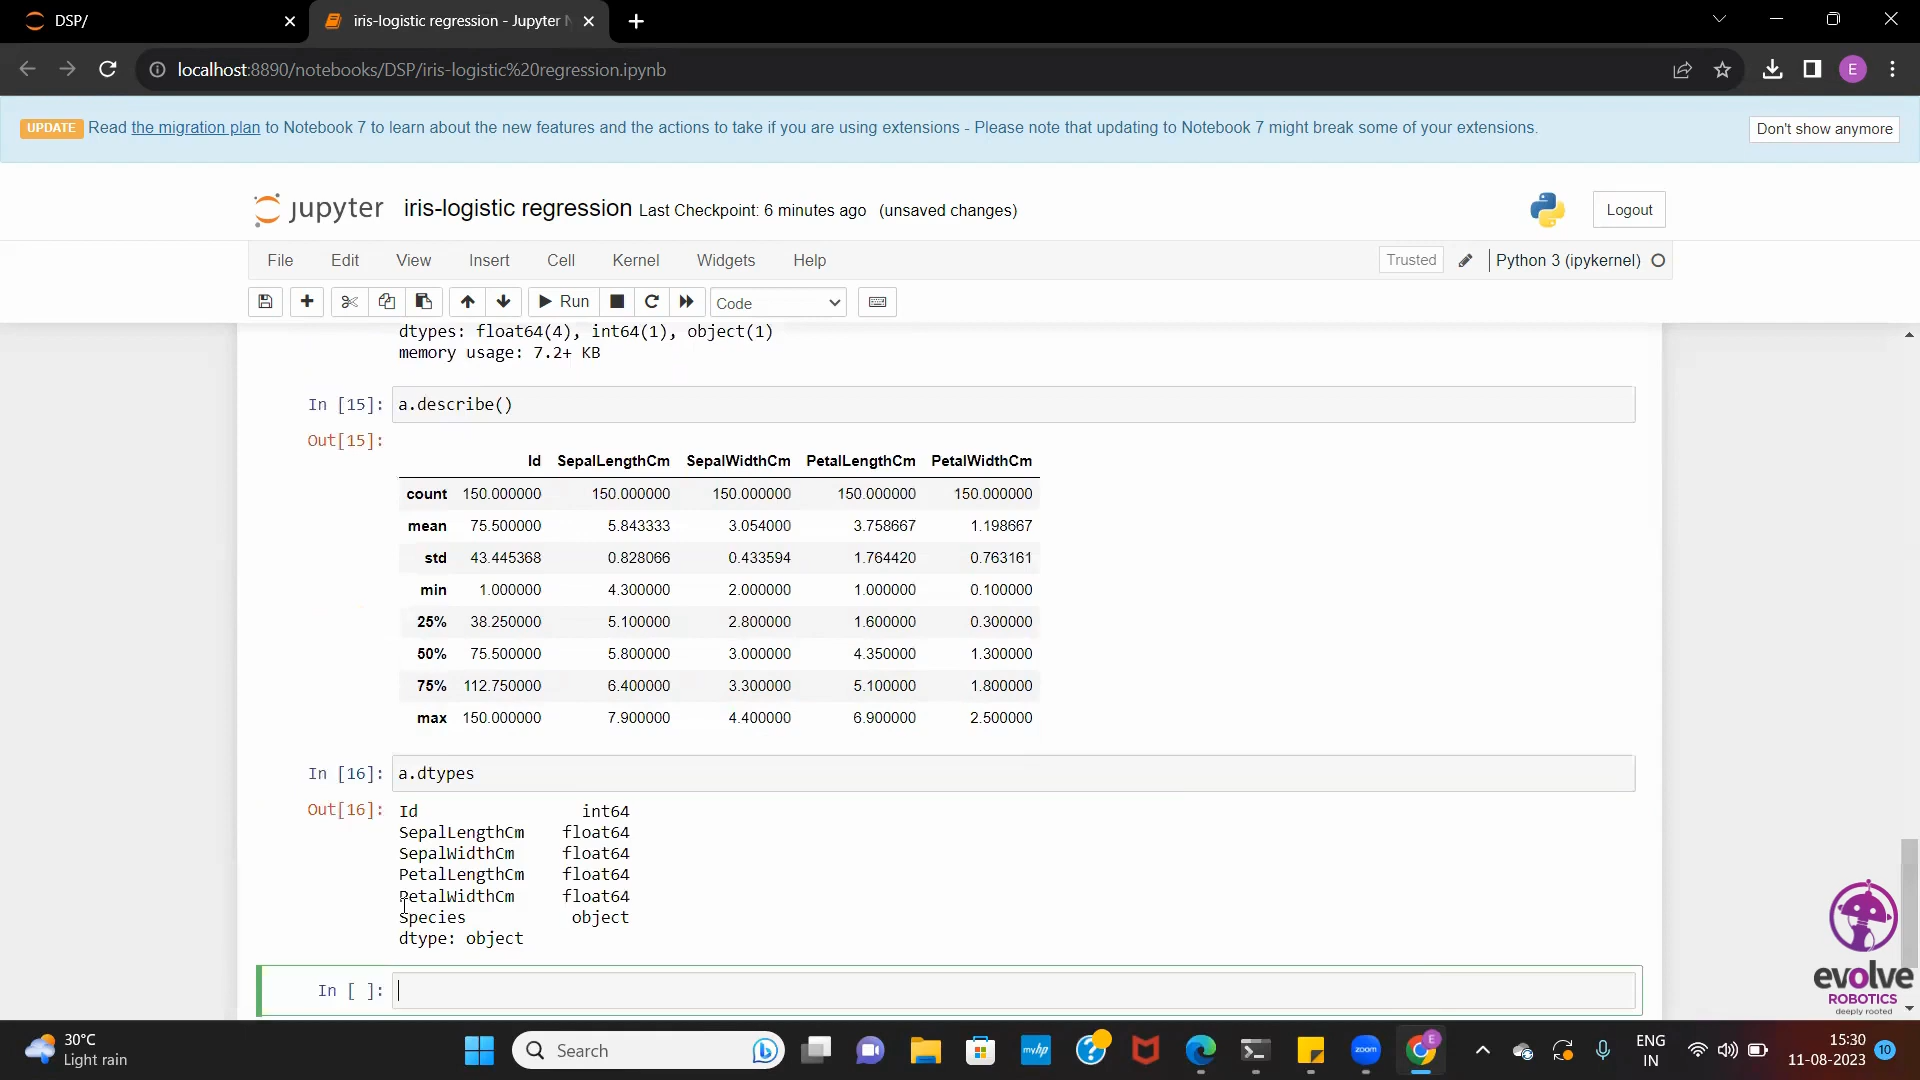 DSP/
iris-logistic regression - Jupyter N
localhost:8890/notebooks/DSP/iris-logistic%20regression.ipynb
E
UPDATE Read the migration plan to Notebook 7 to learn about the new features and the actions to take if you are using extensions - Please note that updating to Notebook 7 might break some of your extensions.
Don't show anymore
jupyter iris-logistic regression Last Checkpoint: 6 minutes ago (unsaved changes)
Logout
File Edit View Insert Cell Kernel Widgets Help
Trusted Python 3 (ipykernel)
Run Code
dtypes: float64(4), int64(1), object(1)
memory usage: 7.2+ KB
In [15]: a.describe()
Out[15]:
Id SepalLengthCm SepalWidthCm PetalLengthCm PetalWidthCm
count 150.000000 150.000000 150.000000 150.000000 150.000000
mean 75.500000 5.843333 3.054000 3.758667 1.198667
std 43.445368 0.828066 0.433594 1.764420 0.763161
min 1.000000 4.300000 2.000000 1.000000 0.100000
25% 38.250000 5.100000 2.800000 1.600000 0.300000
50% 75.500000 5.800000 3.000000 4.350000 1.300000
75% 112.750000 6.400000 3.300000 5.100000 1.800000
max 150.000000 7.900000 4.400000 6.900000 2.500000
In [16]: a.dtypes
Out[16]: Id int64
SepalLengthCm float64
SepalWidthCm float64
PetalLengthCm float64
PetalWidthCm float64
Species object
dtype: object
In [ ]:
evolve
ROBOTICS
deeply rooted
30°C
Light rain
Search
myhp
zoom
E
ENG
IN
15:30
11-08-2023
10